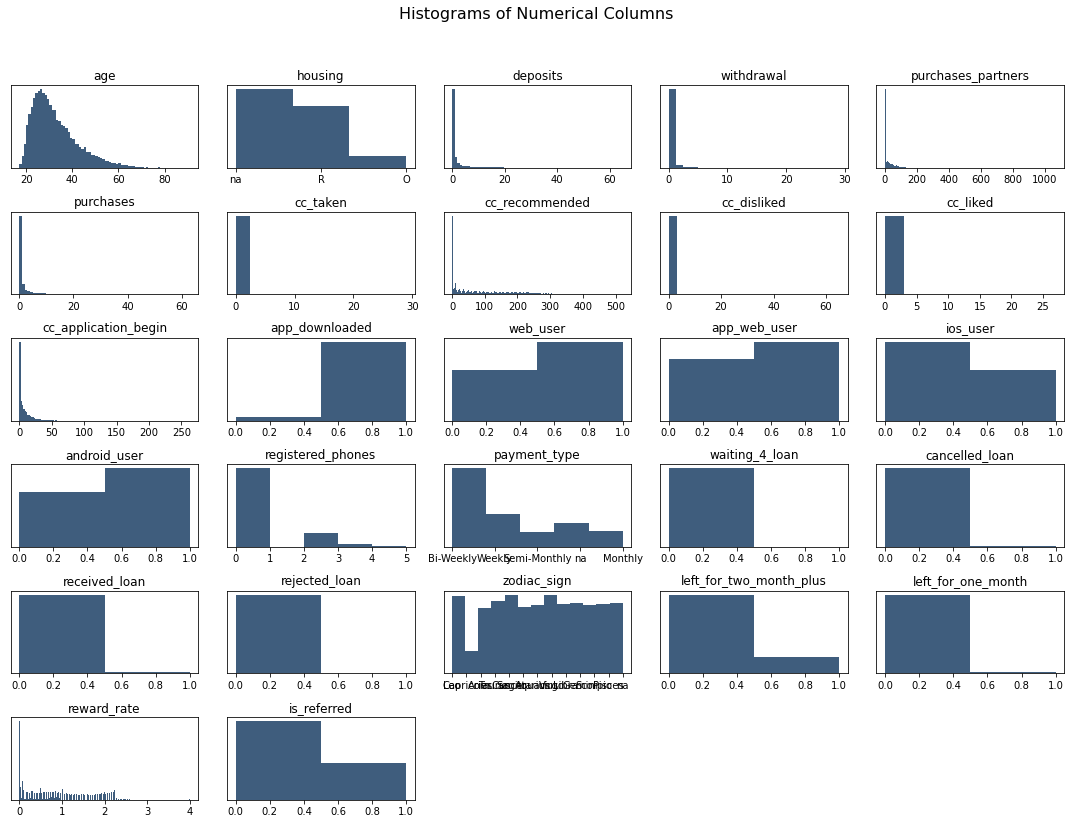 Histograms of Numerical Columns
age housing deposits withdrawal purchases_partners
20 40 60 80 na R O 0 20 40 60 0 10 20 30 0 200 400 600 800 1000
purchases cc_taken cc_recommended cc_disliked cc_liked
0 20 40 60 0 10 20 30 0 100 200 300 400 500 0 20 40 60 0 5 10 15 20 25
cc_application_begin app_downloaded web_user app_web_user ios_user
0 50 100 150 200 250 0.0 0.2 0.4 0.6 0.8 1.0 0.0 0.2 0.4 0.6 0.8 1.0 0.0 0.2 0.4 0.6 0.8 1.0 0.0 0.2 0.4 0.6 0.8 1.0
android_user registered_phones payment_type waiting_4_loan cancelled_loan
0.0 0.2 0.4 0.6 0.8 1.0 0 1 2 3 4 5 Bi-Weekly Weekly Semi-Monthly na Monthly 0.0 0.2 0.4 0.6 0.8 1.0 0.0 0.2 0.4 0.6 0.8 1.0
received_loan rejected_loan zodiac_sign left_for_two_month_plus left_for_one_month
0.0 0.2 0.4 0.6 0.8 1.0 0.0 0.2 0.4 0.6 0.8 1.0 na 0.0 0.2 0.4 0.6 0.8 1.0 0.0 0.2 0.4 0.6 0.8 1.0
reward_rate is_referred
0 1 2 3 4 0.0 0.2 0.4 0.6 0.8 1.0